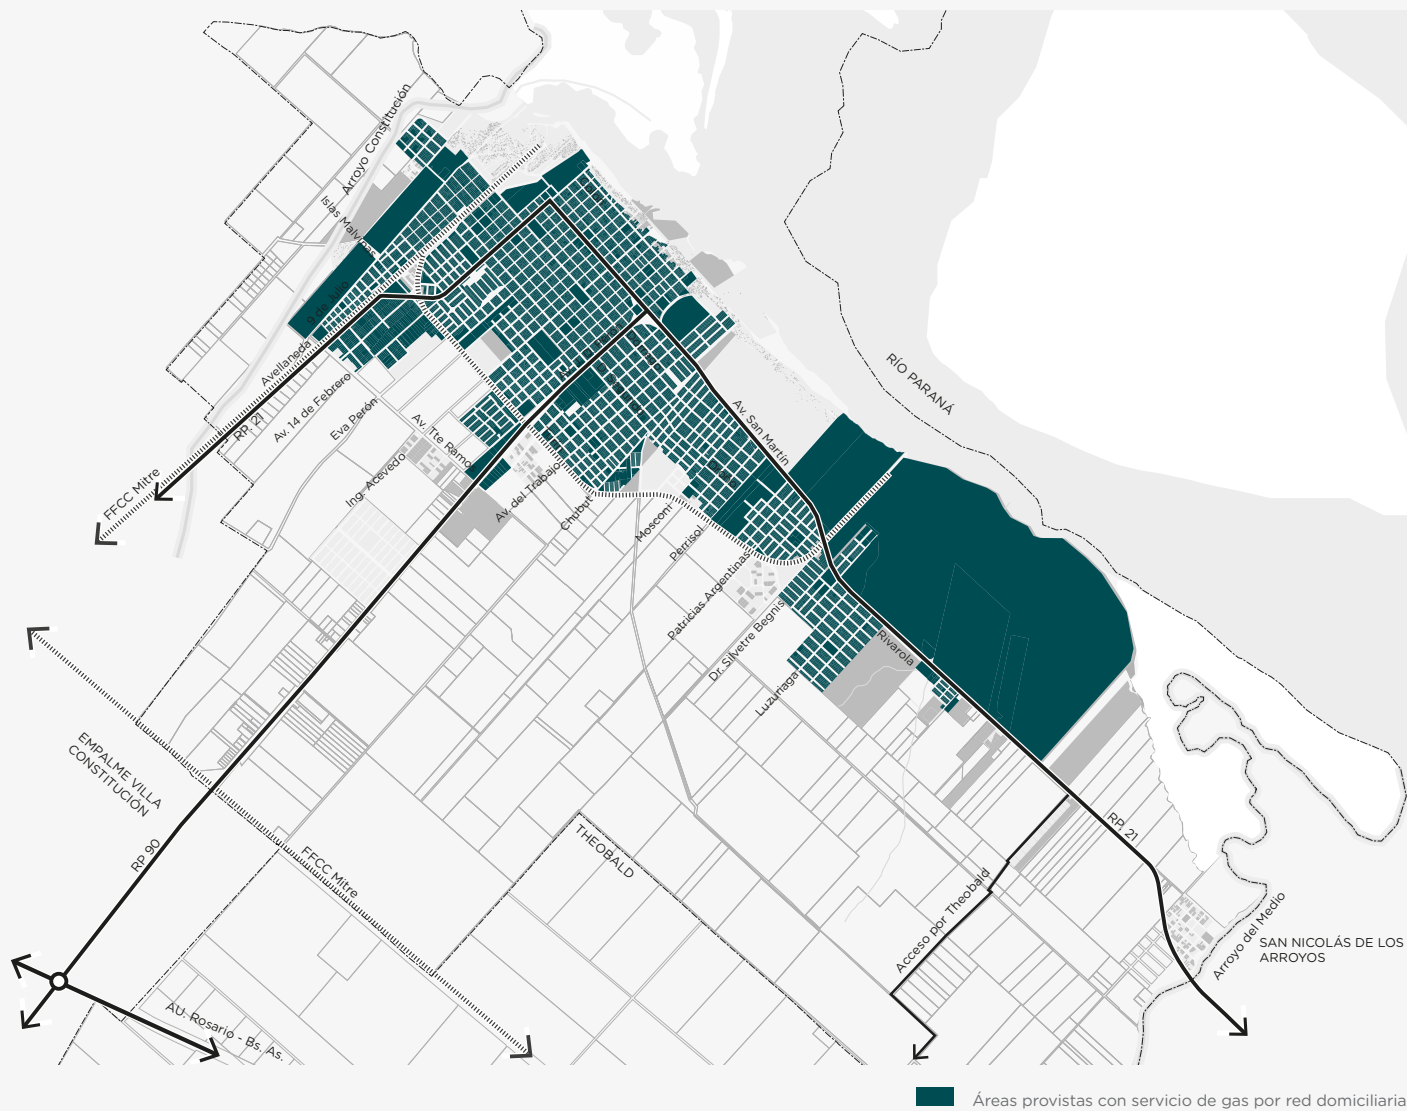 Arroyo Constitución
Islas Malvinas
9 de Julio
Avellaneda
RP. 21
Av. 14 de Febrero
Eva Perón
Av. Tte Ramos
Ing. Acevedo
FFCC Mitre
Av. del Trabajo
Chubut
Mosconi
Perrisol
Patricias Argentinas
Dr. Silvetre Begnis
Luzuriaga
Rivarola
Av. San Martín
RÍO PARANÁ
EMPALME VILLA
CONSTITUCIÓN
RP 90
FFCC Mitre
THEOBALD
RP. 21
Acceso por Theobald
Arroyo del Medio
SAN NICOLÁS DE LOS
ARROYOS
AU. Rosario - Bs. As.
Áreas provistas con servicio de gas por red domiciliaria